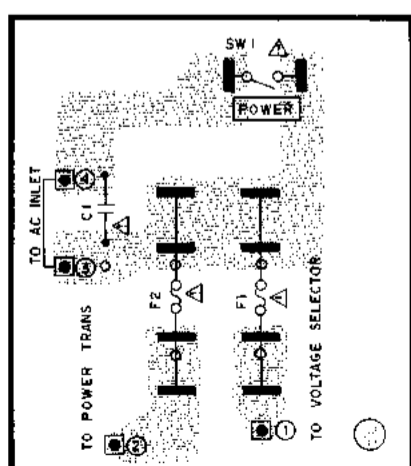 SW1
POWER
TO AC INLET
4
3
C1
F2
F1
TO POWER TRANS
2
1
TO VOLTAGE SELECTOR